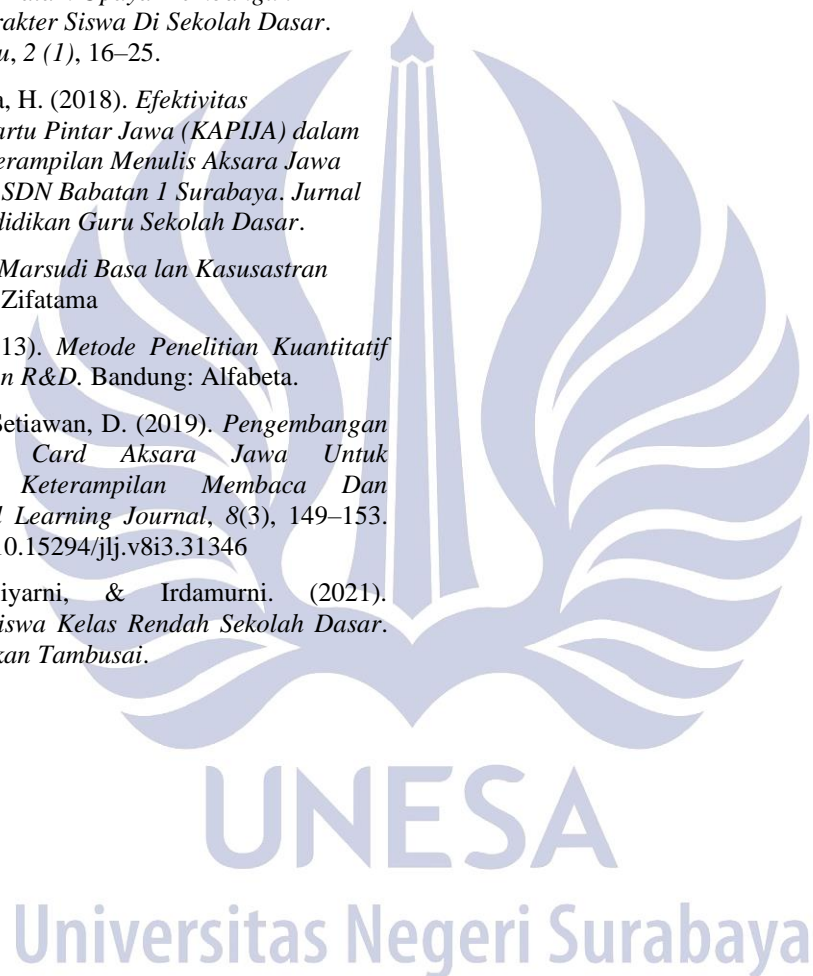 rakter Siswa Di Sekolah Dasar.
u, 2 (1), 16–25.
a, H. (2018). Efektivitas
artu Pintar Jawa (KAPIJA) dalam
erampilan Menulis Aksara Jawa
SDN Babatan 1 Surabaya. Jurnal
didikan Guru Sekolah Dasar.
Marsudi Basa lan Kasusastran
Zifatama
13). Metode Penelitian Kuantitatif
n R&D. Bandung: Alfabeta.
Setiawan, D. (2019). Pengembangan
Card Aksara Jawa Untuk
Keterampilan Membaca Dan
l Learning Journal, 8(3), 149–153.
10.15294/jlj.v8i3.31346
iyarni, & Irdamurni. (2021).
iswa Kelas Rendah Sekolah Dasar.
kan Tambusai.
UNESA
Universitas Negeri Surabaya